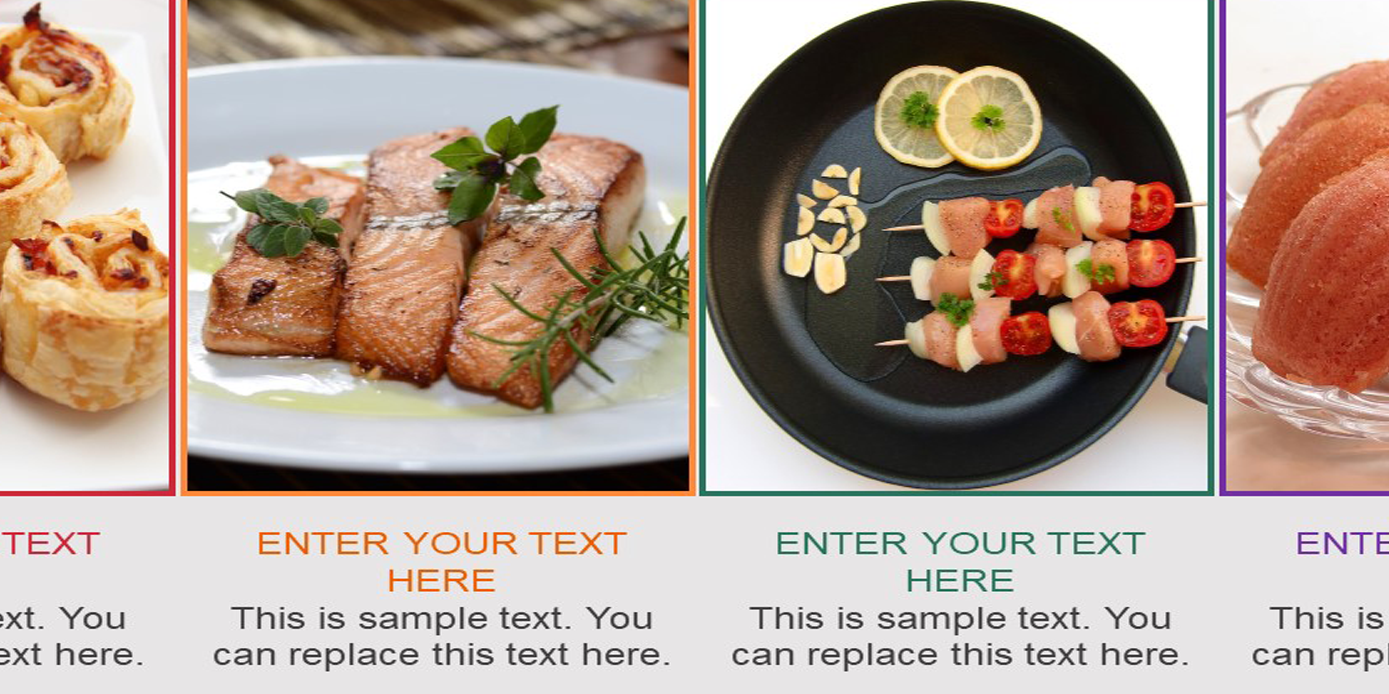 TEXT
ext. You
ext here.
ENTER YOUR TEXT
HERE
This is sample text. You
can replace this text here.
ENTER YOUR TEXT
HERE
This is sample text. You
can replace this text here.
ENTE
This is
can repl